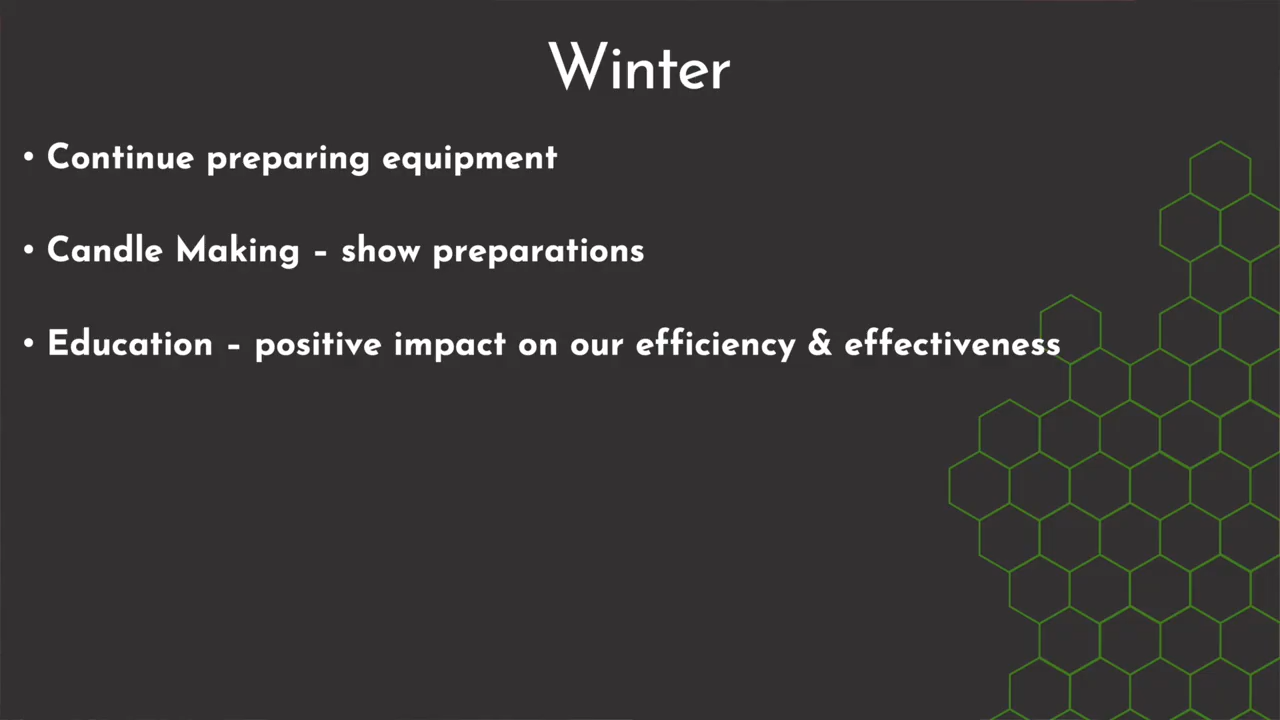 Winter
• Continue preparing equipment
• Candle Making – show preparations
• Education – positive impact on our efficiency & effectiveness